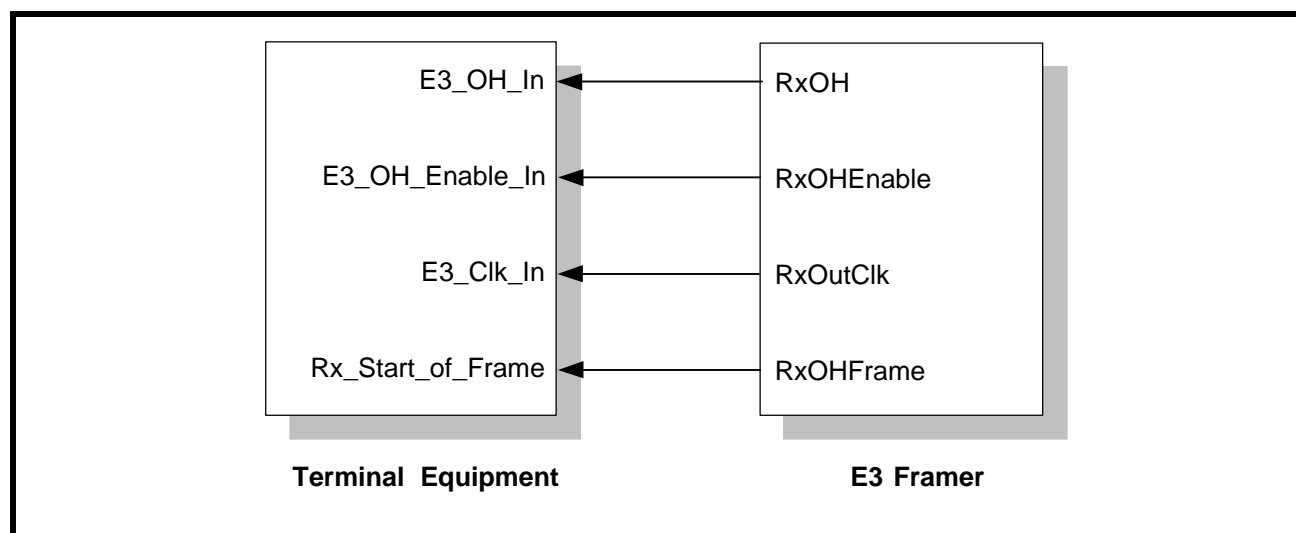 E3_OH_In
RxOH
E3_OH_Enable_In
RxOHEnable
E3_Clk_In
RxOutClk
Rx_Start_of_Frame
RxOHFrame
Terminal Equipment
E3 Framer